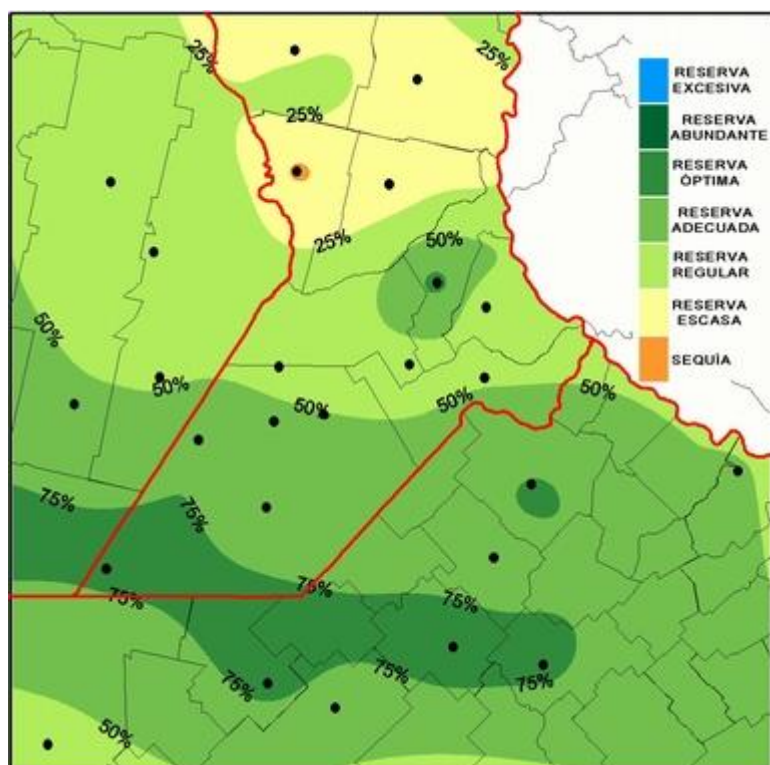 25%
25%
25%
25%
50%
50%
50%
50%
50%
50%
75%
75%
75%
75%
75%
75%
75%
75%
50%
RESERVA
EXCESIVA
RESERVA
ABUNDANTE
RESERVA
ÓPTIMA
RESERVA
ADECUADA
RESERVA
REGULAR
RESERVA
ESCASA
SEQUÌA